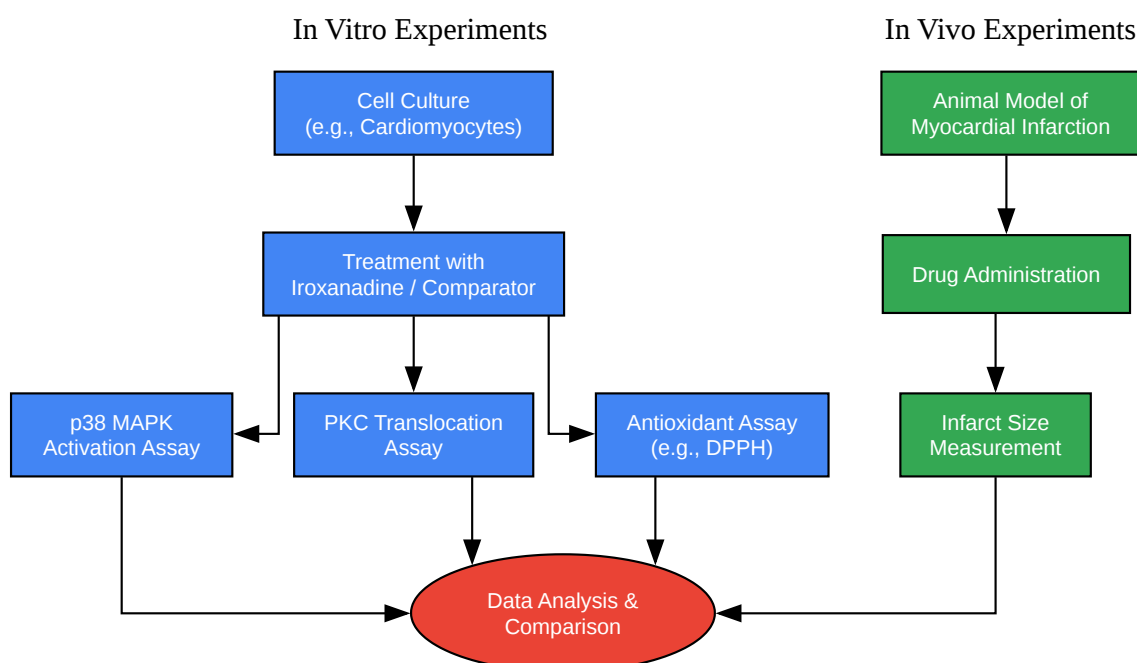 In Vitro Experiments
In Vivo Experiments
Cell Culture
(e.g., Cardiomyocytes)
Animal Model of
Myocardial Infarction
Treatment with
Iroxanadine / Comparator
Drug Administration
p38 MAPK
Activation Assay
PKC Translocation
Assay
Antioxidant Assay
(e.g., DPPH)
Infarct Size
Measurement
Data Analysis &
Comparison